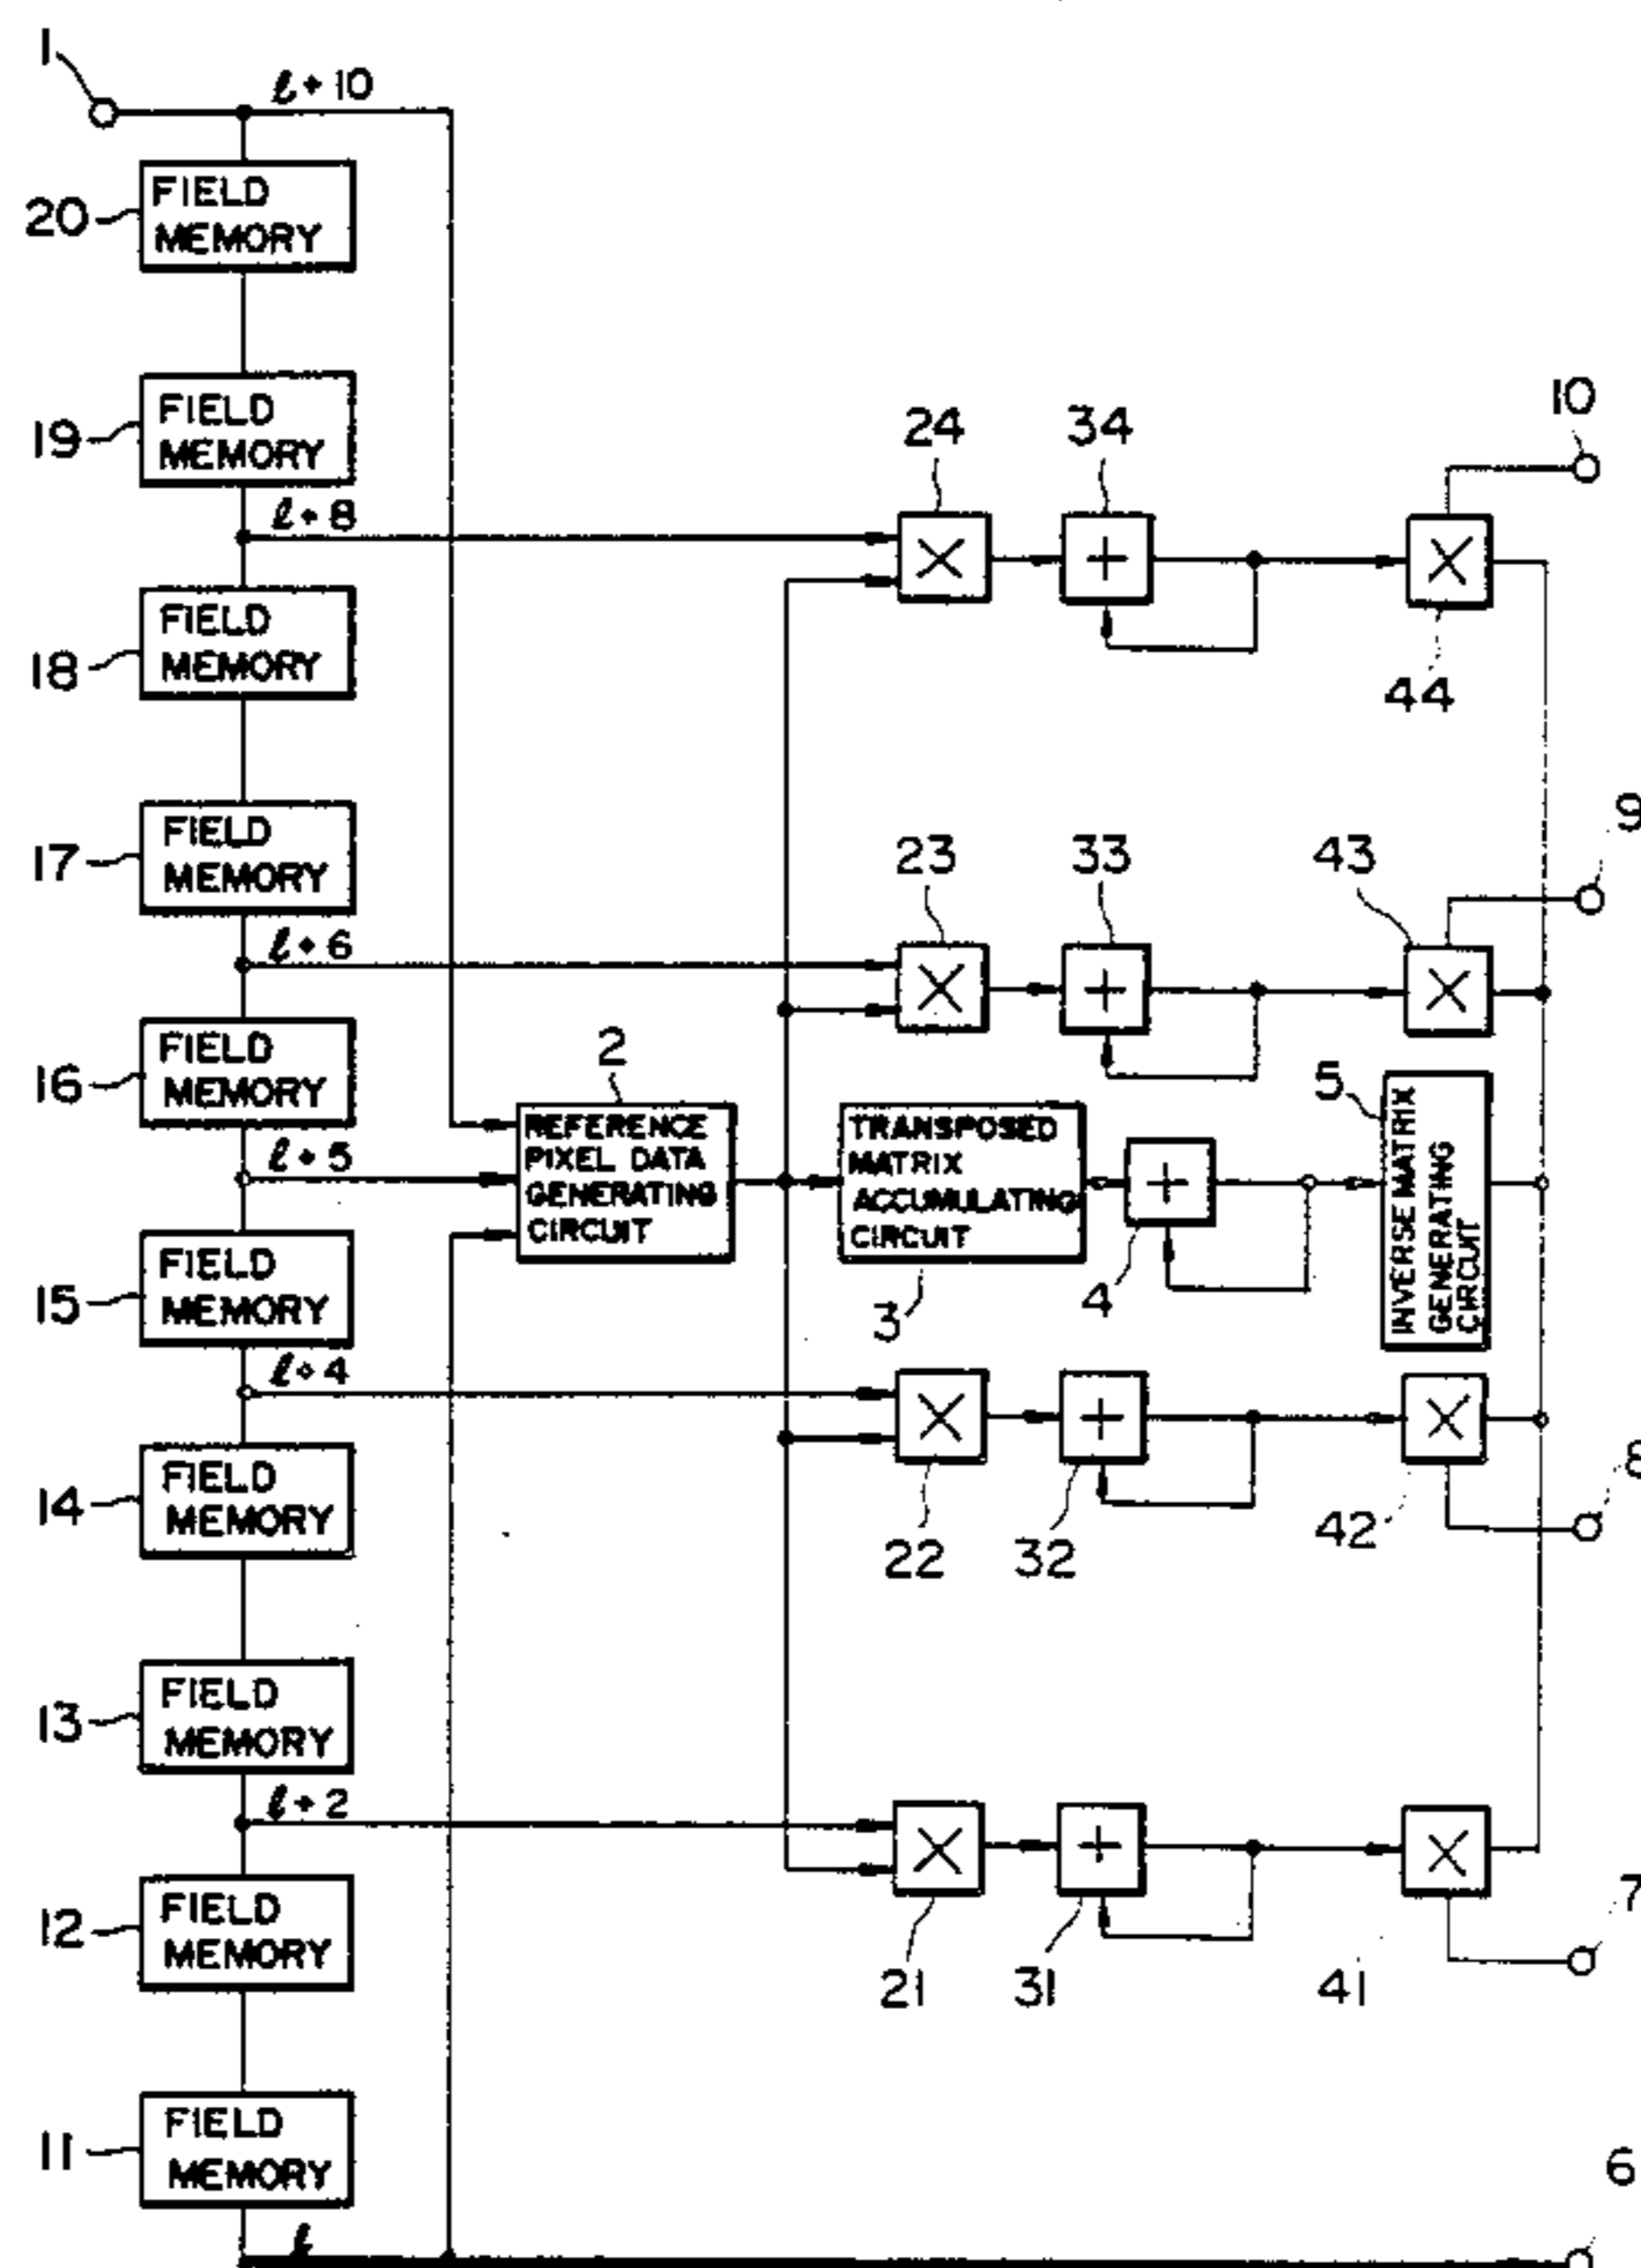 1
ℓ+10
FIELD
MEMORY
20
FIELD
MEMORY
19
10
24
34
ℓ+8
FIELD
MEMORY
18
44
FIELD
MEMORY
17
9
23
33
43
ℓ+6
FIELD
MEMORY
16
2
5
REFERENCE
PIXEL DATA
GENERATING
CIRCUIT
TRANSPOSED
MATRIX
ACCUMULATING
CIRCUIT
INVERSE MATRIX
GENERATING
CIRCUIT
ℓ+5
FIELD
MEMORY
15
3
4
ℓ+4
FIELD
MEMORY
14
8
22
32
42
FIELD
MEMORY
13
ℓ+2
FIELD
MEMORY
12
7
21
31
41
FIELD
MEMORY
11
6
ℓ